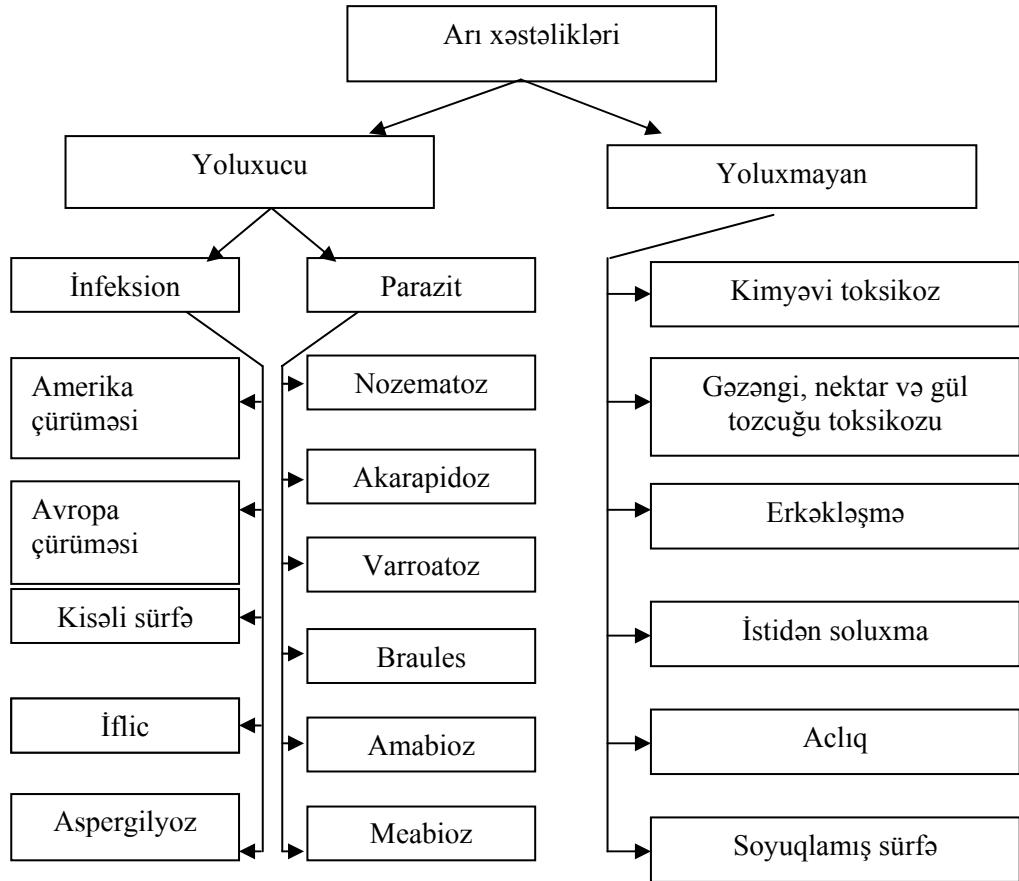 Arı xəstəlikləri
Yoluxucu
Yoluxmayan
İnfeksion
Parazit
Amerika
çürüməsi
Avropa
çürüməsi
Kisəli sürfə
İflic
Aspergilyoz
Nozematoz
Akarapidoz
Varroatoz
Braules
Amabioz
Meabioz
Kimyəvi toksikoz
Gəzəngi, nektar və gül
tozcuğu toksikozu
Erkəkləşmə
İstidən soluxma
Aclıq
Soyuqlamış sürfə